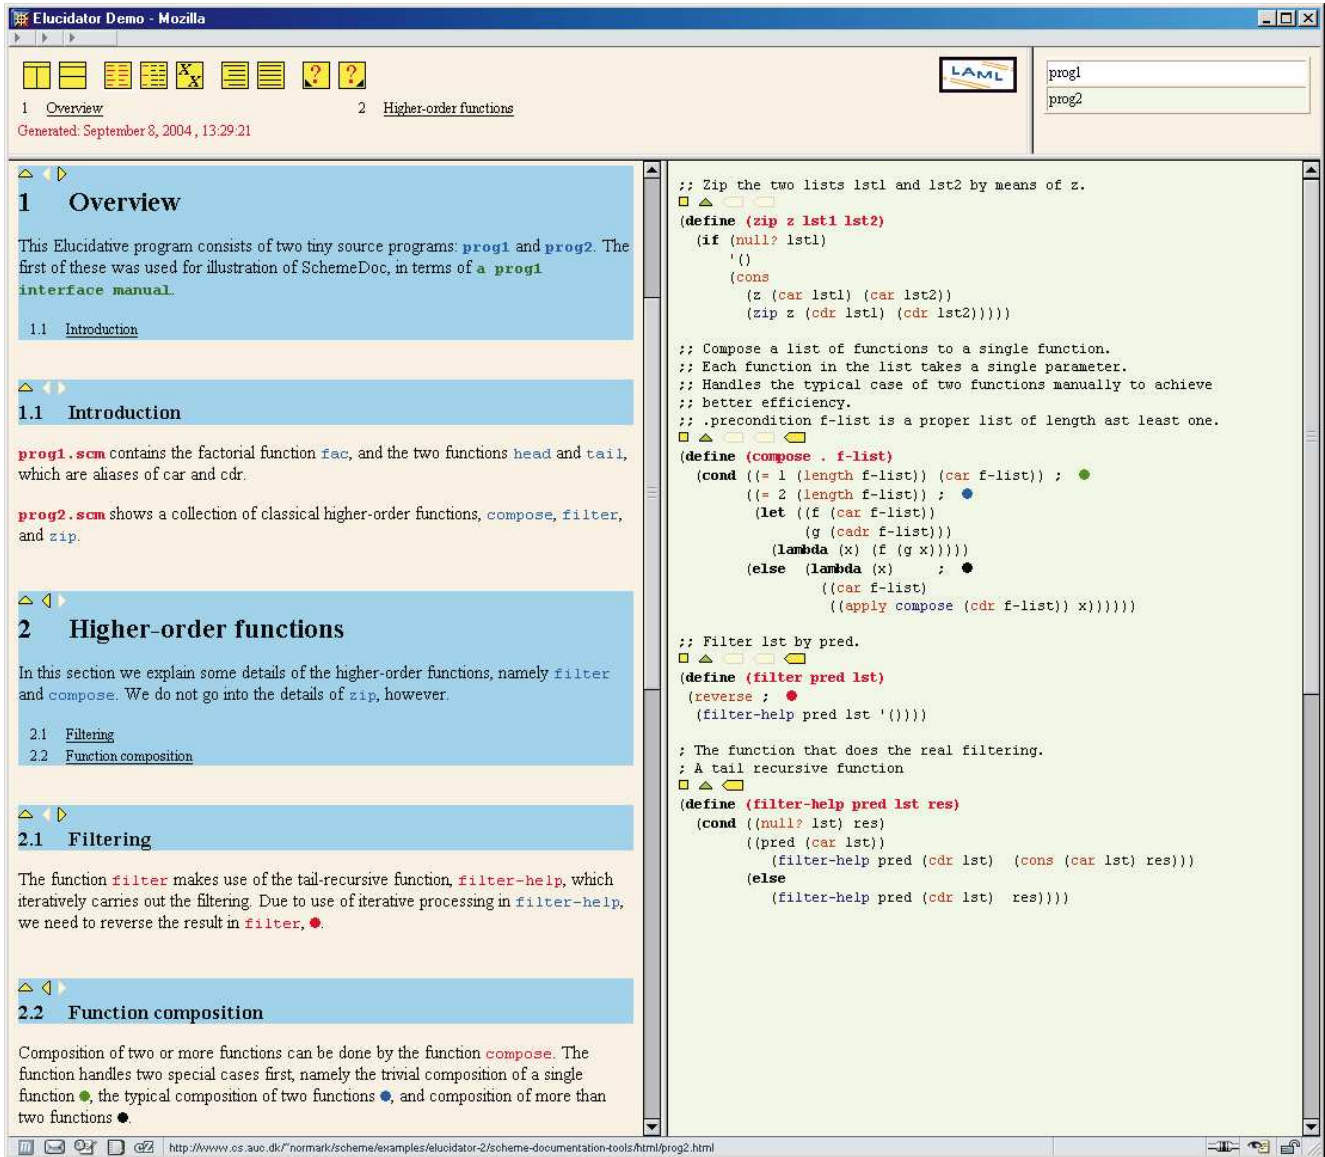 Elucidator Demo - Mozilla
X X
? ?
LAML
prog1
prog2
1 Overview
2 Higher-order functions
Generated: September 8, 2004 , 13:29:21
1 Overview
This Elucidative program consists of two tiny source programs: prog1 and prog2. The
first of these was used for illustration of SchemeDoc, in terms of a prog1
interface manual.
1.1 Introduction
1.1 Introduction
prog1.scm contains the factorial function fac, and the two functions head and tail,
which are aliases of car and cdr.
prog2.scm shows a collection of classical higher-order functions, compose, filter,
and zip.
2 Higher-order functions
In this section we explain some details of the higher-order functions, namely filter
and compose. We do not go into the details of zip, however.
2.1 Filtering
2.2 Function composition
2.1 Filtering
The function filter makes use of the tail-recursive function, filter-help, which
iteratively carries out the filtering. Due to use of iterative processing in filter-help,
we need to reverse the result in filter, ●.
2.2 Function composition
Composition of two or more functions can be done by the function compose. The
function handles two special cases first, namely the trivial composition of a single
function ●, the typical composition of two functions ●, and composition of more than
two functions ●.
;; Zip the two lists lst1 and lst2 by means of z.
(define (zip z lst1 lst2)
  (if (null? lst1)
      '()
      (cons
        (z (car lst1) (car lst2))
        (zip z (cdr lst1) (cdr lst2)))))
;; Compose a list of functions to a single function.
;; Each function in the list takes a single parameter.
;; Handles the typical case of two functions manually to achieve
;; better efficiency.
;; .precondition f-list is a proper list of length ast least one.
(define (compose . f-list)
  (cond ((= 1 (length f-list)) (car f-list)) ; ●
        ((= 2 (length f-list)) ; ●
         (let ((f (car f-list))
               (g (cadr f-list)))
           (lambda (x) (f (g x)))))
        (else (lambda (x) ; ●
                 ((car f-list)
                  ((apply compose (cdr f-list)) x))))))
;; Filter lst by pred.
(define (filter pred lst)
 (reverse ; ●
  (filter-help pred lst '())))
; The function that does the real filtering.
; A tail recursive function
(define (filter-help pred lst res)
  (cond ((null? lst) res)
        ((pred (car lst))
           (filter-help pred (cdr lst) (cons (car lst) res)))
        (else
           (filter-help pred (cdr lst) res))))
http://www.cs.auc.dk/~normark/scheme/examples/elucidator-2/scheme-documentation-tools/html/prog2.html